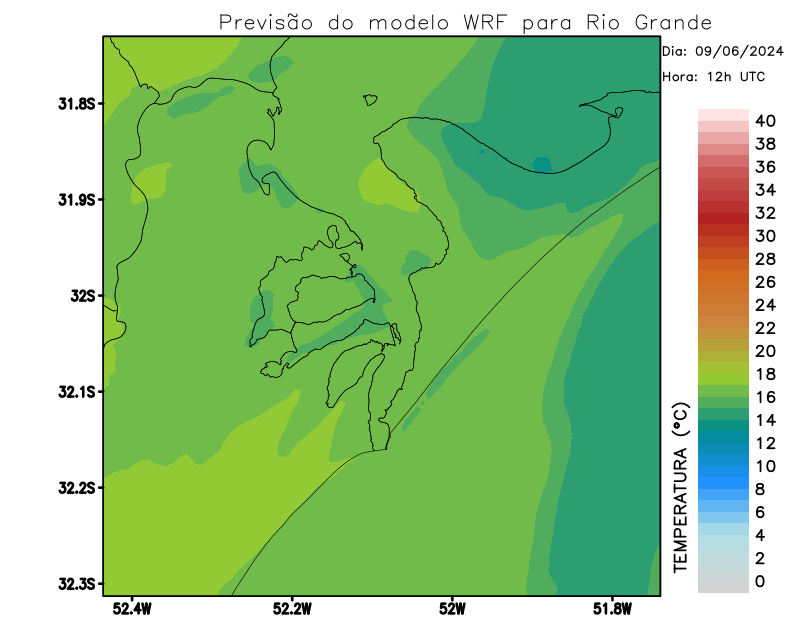 Previsão do modelo WRF para Rio Grande
Dia: 09/06/2024
Hora: 12h UTC
31.8S
31.9S
32S
32.1S
32.2S
32.3S
52.4W
52.2W
52W
51.8W
TEMPERATURA (°C)
40
38
36
34
32
30
28
26
24
22
20
18
16
14
12
10
8
6
4
2
0